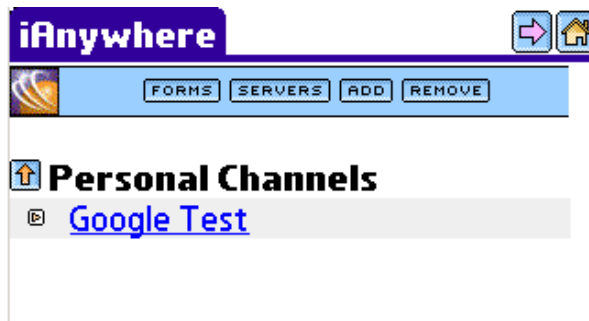 iAnywhere
FORMS SERVERS ADD REMOVE
Personal Channels
Google Test